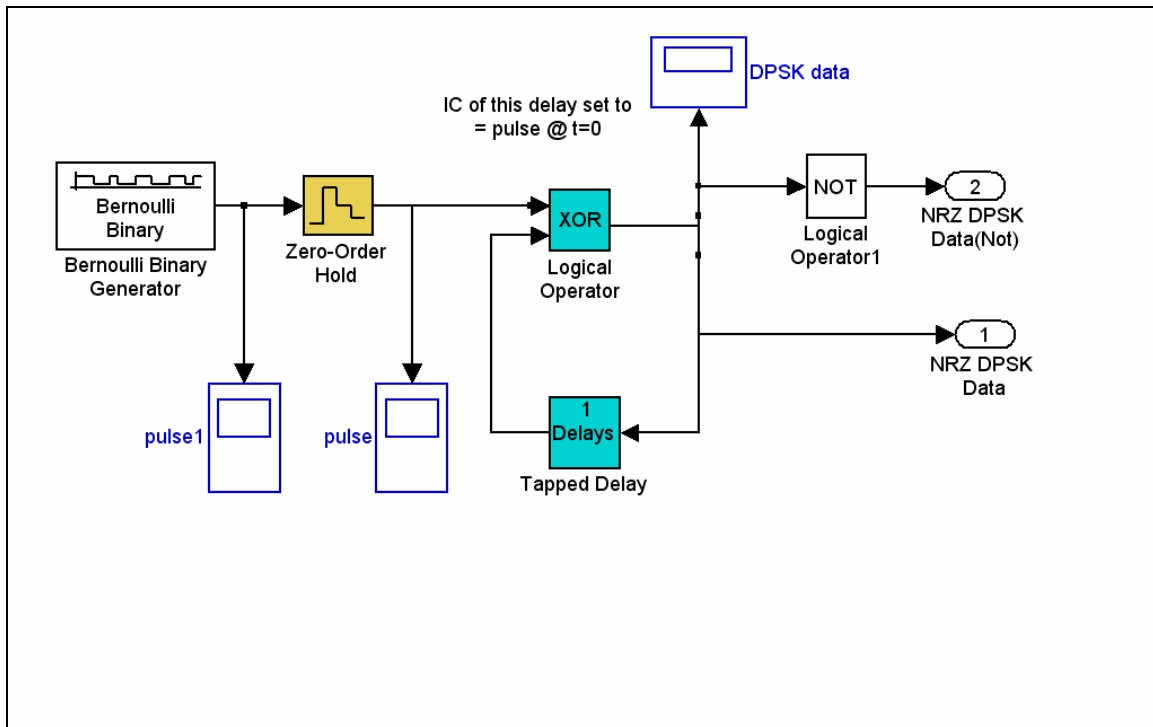 DPSK data
IC of this delay set to
= pulse @ t=0
Bernoulli
Binary
Bernoulli Binary
Generator
Zero-Order
Hold
XOR
Logical
Operator
NOT
Logical
Operator1
2
NRZ DPSK
Data(Not)
1
NRZ DPSK
Data
pulse1
pulse
1
Delays
Tapped Delay